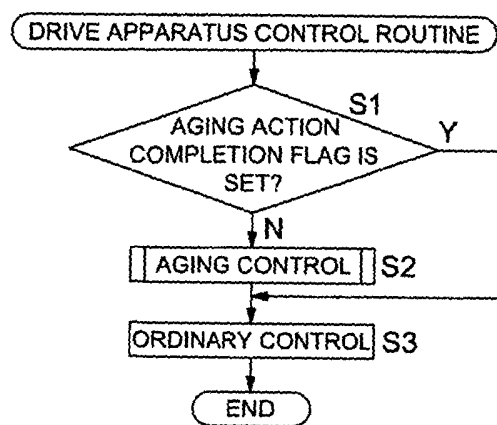 DRIVE APPARATUS CONTROL ROUTINE
S1
AGING ACTION
COMPLETION FLAG IS
SET?
Y
N
AGING CONTROL S2
ORDINARY CONTROL S3
END